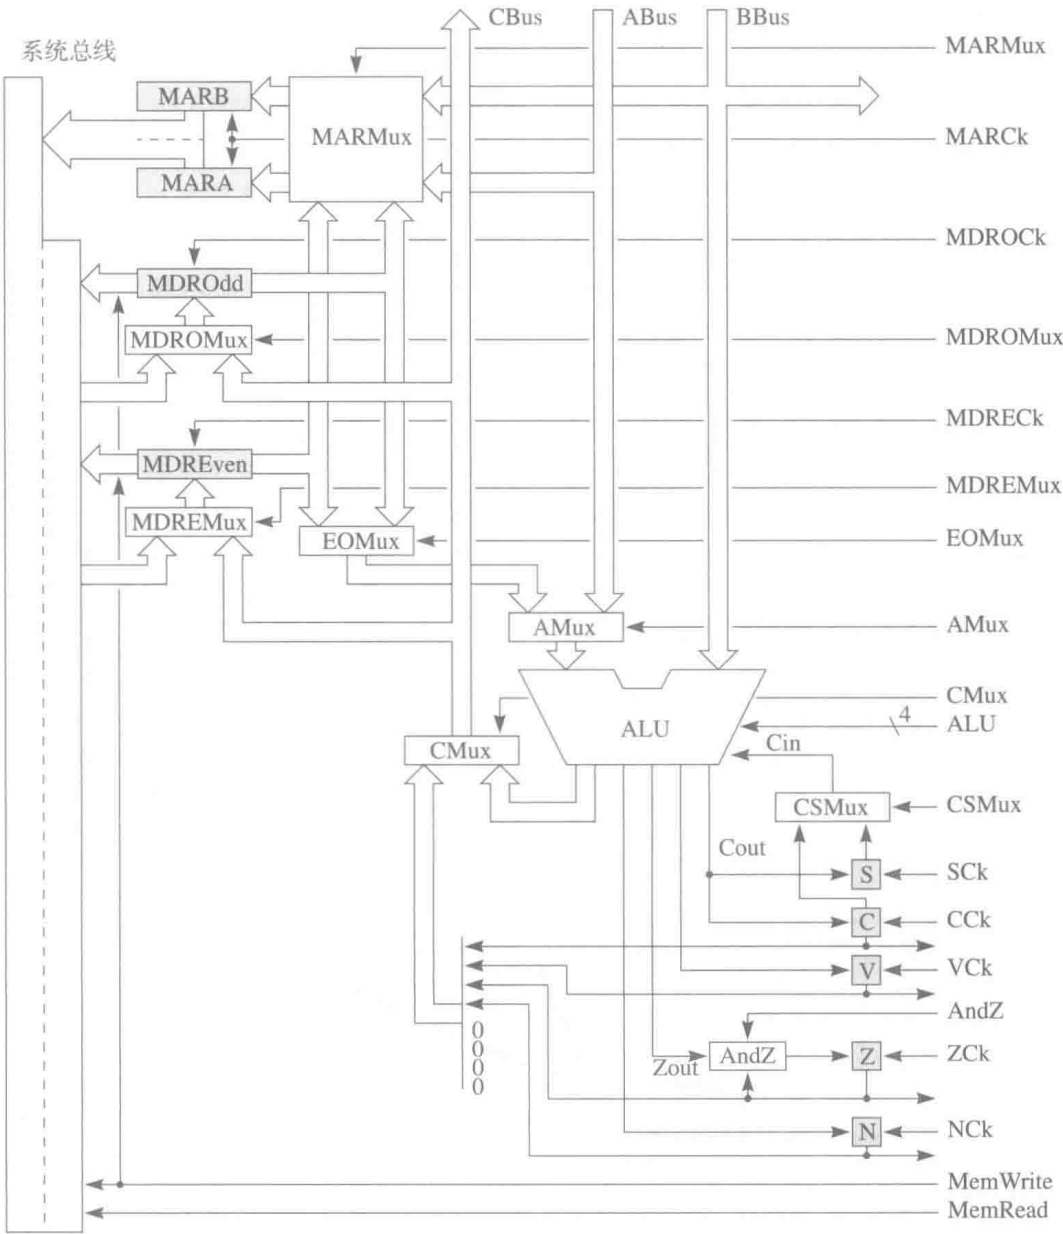 CBus
ABus
BBus
系统总线
MARMux
MARB
MARMux
MARCk
MARA
MDROCk
MDROdd
MDROMux
MDROMux
MDRECk
MDREven
MDREMux
MDREMux
EOMux
EOMux
AMux
AMux
CMux
4
ALU
ALU
CMux
Cin
CSMux
CSMux
Cout
S
SCk
C
CCk
V
VCk
AndZ
0
0
0
0
Zout
AndZ
Z
ZCk
N
NCk
MemWrite
MemRead